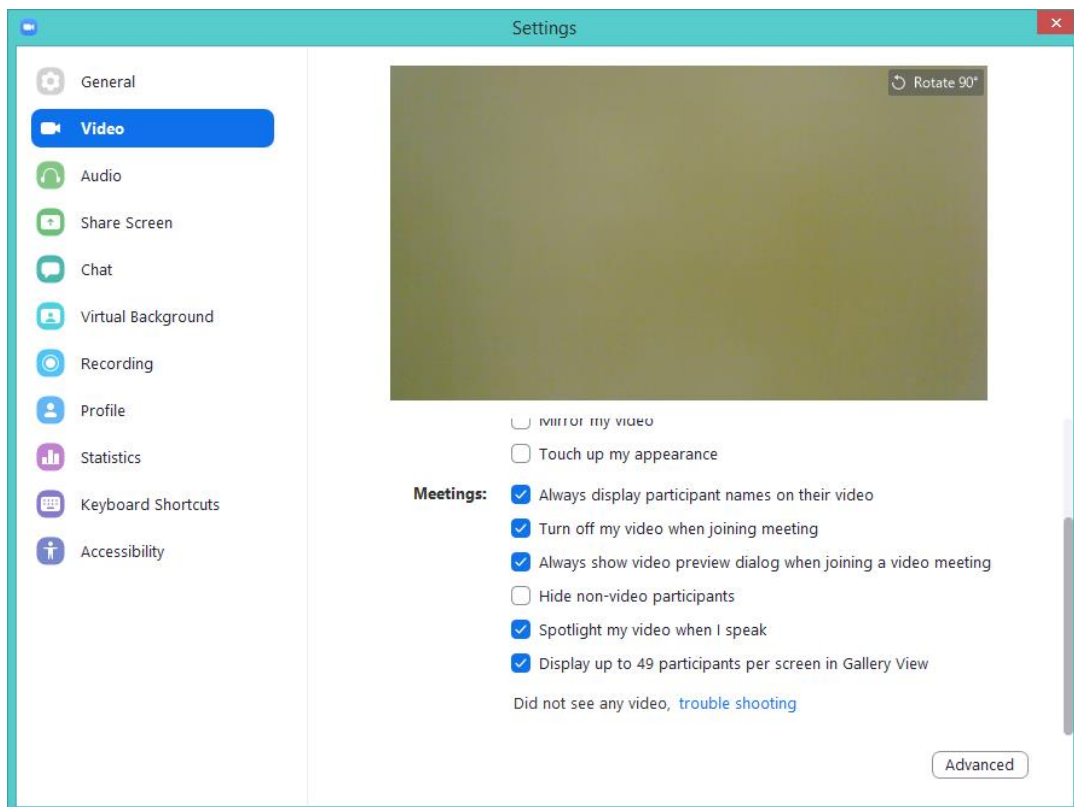 Settings
General
Video
Audio
Share Screen
Chat
Virtual Background
Recording
Profile
Statistics
Keyboard Shortcuts
Accessibility
Rotate 90°
Mirror my video
Touch up my appearance
Meetings:
Always display participant names on their video
Turn off my video when joining meeting
Always show video preview dialog when joining a video meeting
Hide non-video participants
Spotlight my video when I speak
Display up to 49 participants per screen in Gallery View
Did not see any video, trouble shooting
Advanced